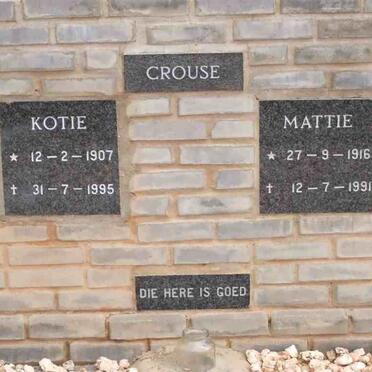 CROUSE
KOTIE
★ 12-2-1907
✝ 31-7-1995
MATTIE
★ 27-9-1916
✝ 12-7-1991
DIE HERE IS GOED